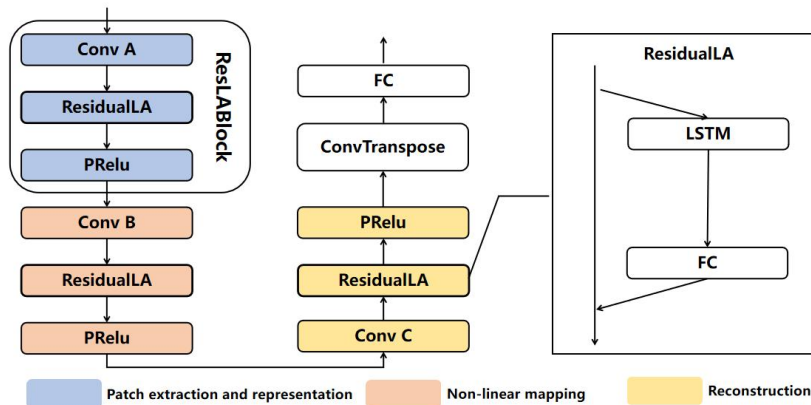 Conv A
ResidualLA
PRelu
ResLABlock
Conv B
ResidualLA
PRelu
FC
ConvTranspose
PRelu
ResidualLA
Conv C
ResidualLA
LSTM
FC
Patch extraction and representation
Non-linear mapping
Reconstruction